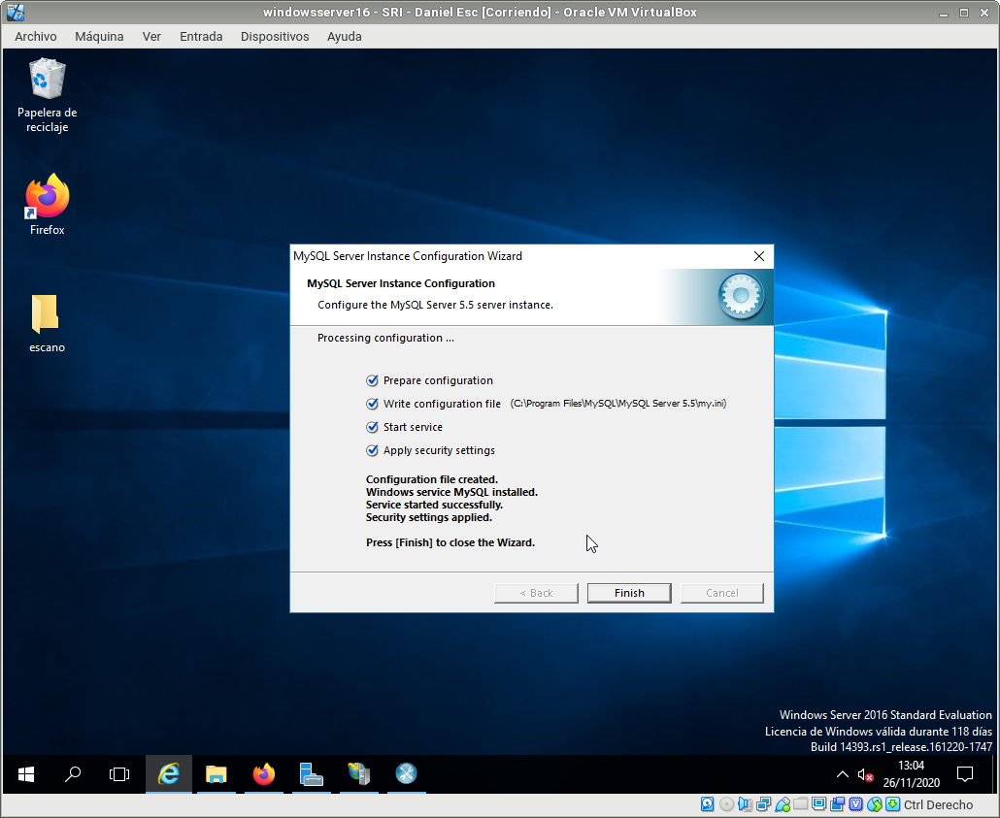 windowsserver16 - SRI - Daniel Esc [Corriendo] - Oracle VM VirtualBox
Archivo Máquina Ver Entrada Dispositivos Ayuda
Papelera de
reciclaje
Firefox
escano
MySQL Server Instance Configuration Wizard
MySQL Server Instance Configuration
Configure the MySQL Server 5.5 server instance.
Processing configuration ...
Prepare configuration
Write configuration file (C:\Program Files\MySQL\MySQL Server 5.5\my.ini)
Start service
Apply security settings
Configuration file created.
Windows service MySQL installed.
Service started successfully.
Security settings applied.
Press [Finish] to close the Wizard.
< Back Finish Cancel
Windows Server 2016 Standard Evaluation
Licencia de Windows válida durante 118 días
Build 14393.rs1_release.161220-1747
13:04
26/11/2020
Ctrl Derecho